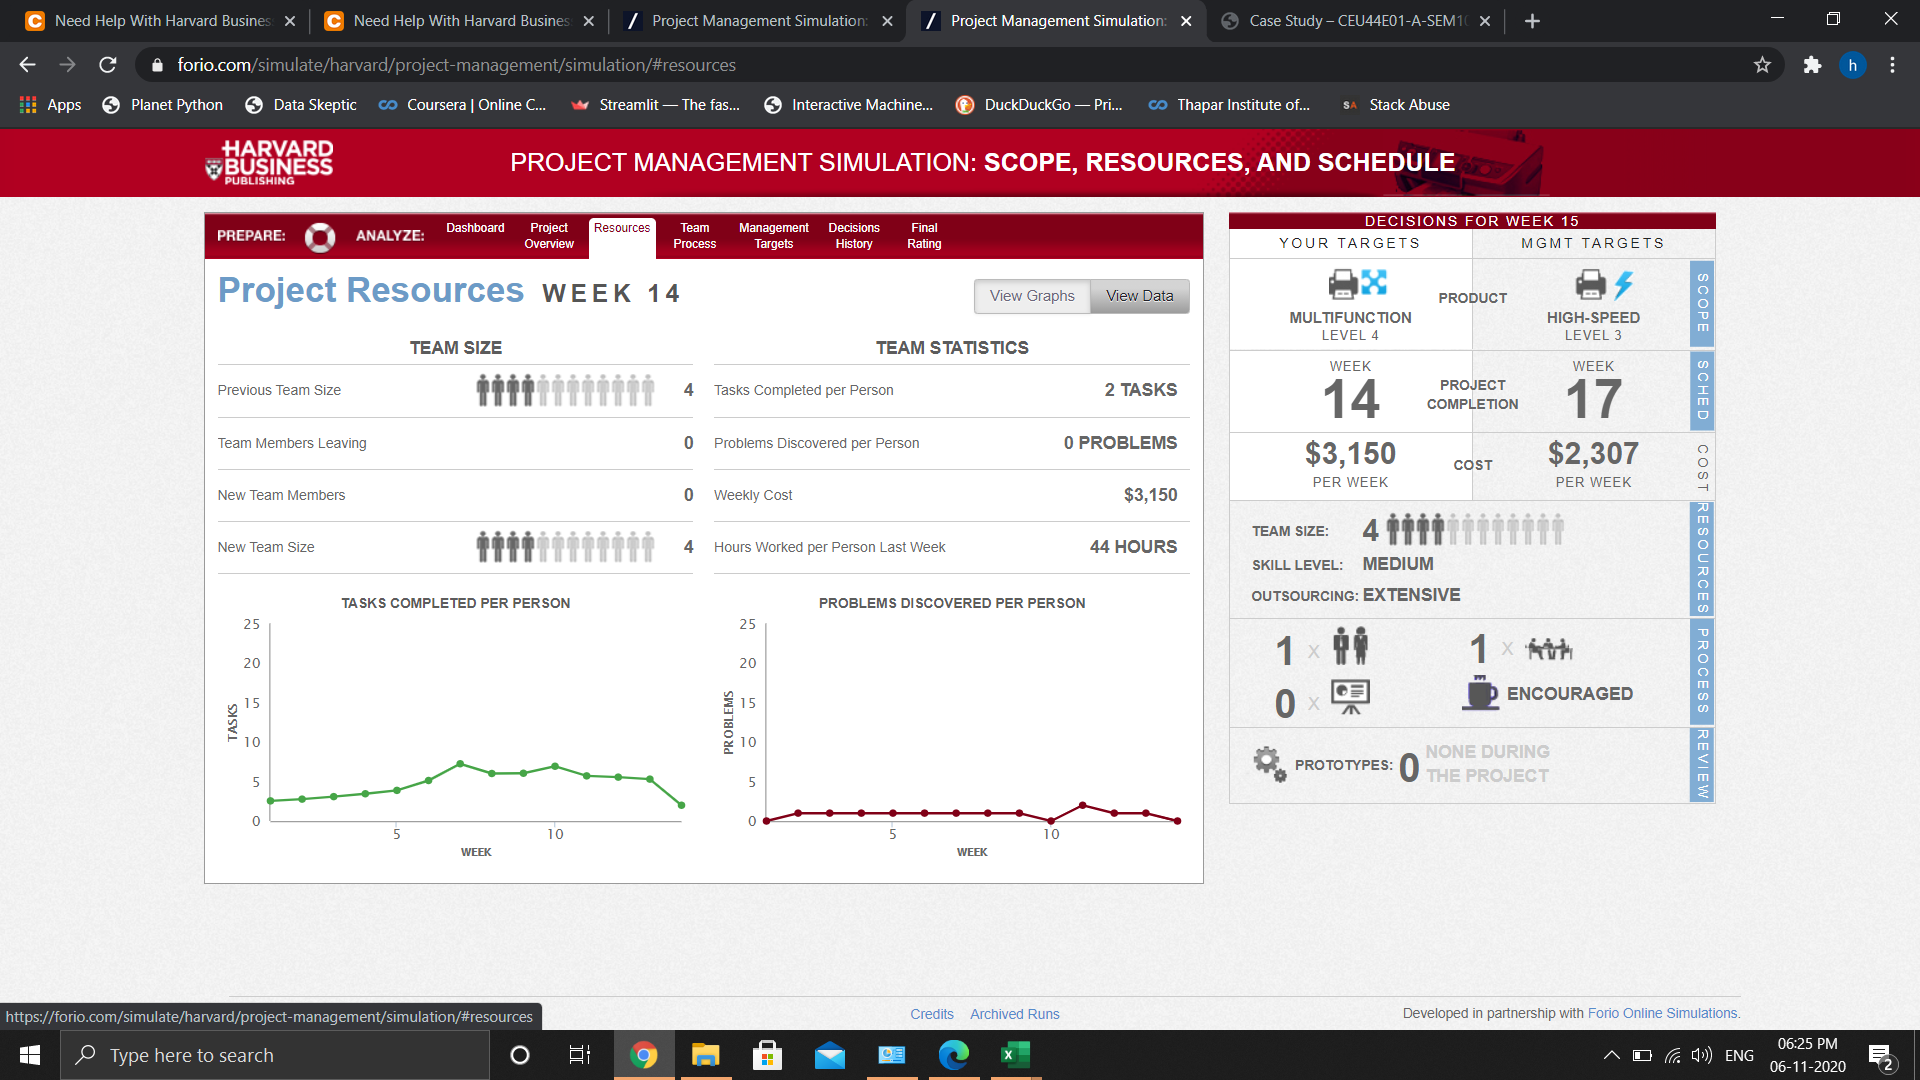 Need Help With Harvard Busines
Need Help With Harvard Busines
Project Management Simulation:
Project Management Simulation:
Case Study – CEU44E01-A-SEM1
forio.com/simulate/harvard/project-management/simulation/#resources
h
Apps
Planet Python
Data Skeptic
Coursera | Online C...
Streamlit — The fas...
Interactive Machine...
DuckDuckGo — Pri...
Thapar Institute of...
SA Stack Abuse
HARVARD
BUSINESS
PUBLISHING
PROJECT MANAGEMENT SIMULATION: SCOPE, RESOURCES, AND SCHEDULE
PREPARE:
ANALYZE:
Dashboard
Project
Overview
Resources
Team
Process
Management
Targets
Decisions
History
Final
Rating
Project Resources WEEK 14
View Graphs
View Data
TEAM SIZE
Previous Team Size 4
Team Members Leaving 0
New Team Members 0
New Team Size 4
TEAM STATISTICS
Tasks Completed per Person 2 TASKS
Problems Discovered per Person 0 PROBLEMS
Weekly Cost $3,150
Hours Worked per Person Last Week 44 HOURS
TASKS COMPLETED PER PERSON
25
20
15
10
5
0
TASKS
5
10
WEEK
PROBLEMS DISCOVERED PER PERSON
25
20
15
10
5
0
PROBLEMS
5
10
WEEK
DECISIONS FOR WEEK 15
YOUR TARGETS
MGMT TARGETS
MULTIFUNCTION
LEVEL 4
PRODUCT
HIGH-SPEED
LEVEL 3
SCOPE
WEEK
14
PROJECT
COMPLETION
WEEK
17
SCHED
$3,150
PER WEEK
COST
$2,307
PER WEEK
COST
TEAM SIZE: 4
SKILL LEVEL: MEDIUM
OUTSOURCING: EXTENSIVE
RESOURCES
1 x
1 x
0 x
ENCOURAGED
PROCESS
PROTOTYPES: 0 NONE DURING
THE PROJECT
REVIEW
https://forio.com/simulate/harvard/project-management/simulation/#resources
Credits
Archived Runs
Developed in partnership with Forio Online Simulations.
Type here to search
ENG
06:25 PM
06-11-2020
2